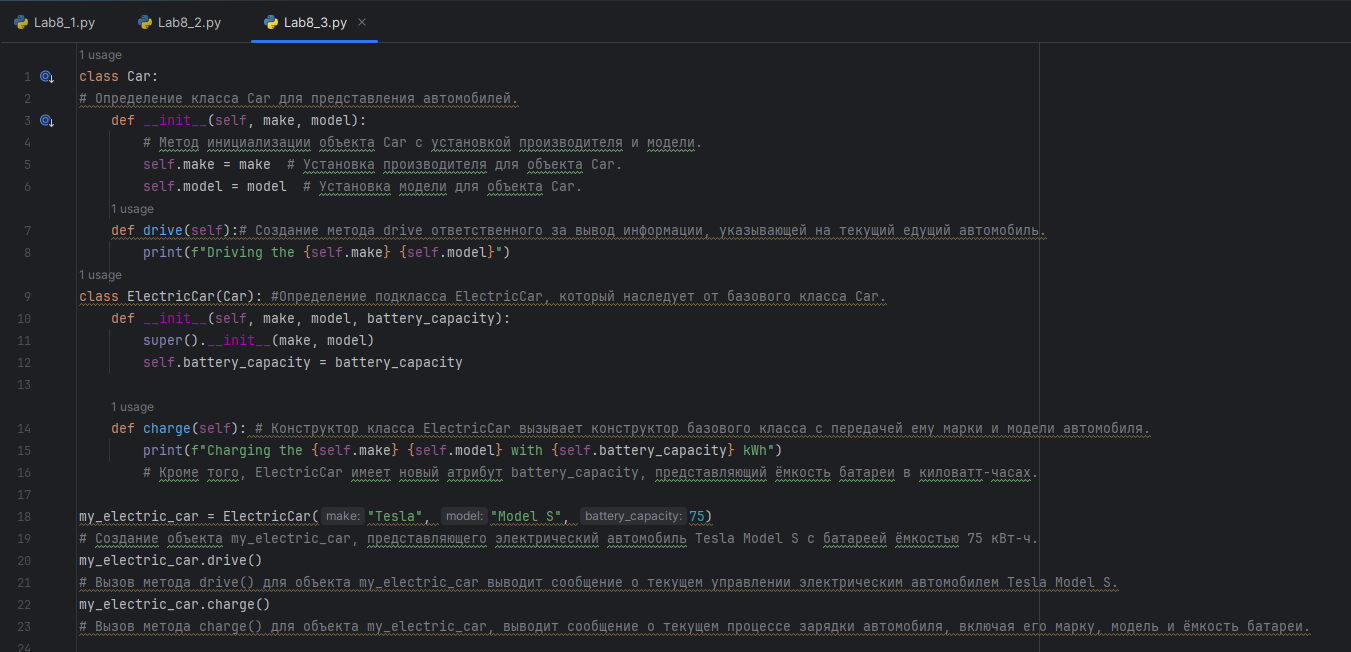 Lab8_1.py Lab8_2.py Lab8_3.py
1 usage
1 class Car:
2 # Определение класса Car для представления автомобилей.
3 def __init__(self, make, model):
4 # Метод инициализации объекта Car с установкой производителя и модели.
5 self.make = make # Установка производителя для объекта Car.
6 self.model = model # Установка модели для объекта Car.
1 usage
7 def drive(self):# Создание метода drive ответственного за вывод информации, указывающей на текущий едущий автомобиль.
8 print(f"Driving the {self.make} {self.model}")
1 usage
9 class ElectricCar(Car): #Определение подкласса ElectricCar, который наследует от базового класса Car.
10 def __init__(self, make, model, battery_capacity):
11 super().__init__(make, model)
12 self.battery_capacity = battery_capacity
13
1 usage
14 def charge(self): # Конструктор класса ElectricCar вызывает конструктор базового класса с передачей ему марки и модели автомобиля.
15 print(f"Charging the {self.make} {self.model} with {self.battery_capacity} kWh")
16 # Кроме того, ElectricCar имеет новый атрибут battery_capacity, представляющий ёмкость батареи в киловатт-часах.
17
18 my_electric_car = ElectricCar( make: "Tesla", model: "Model S", battery_capacity: 75)
19 # Создание объекта my_electric_car, представляющего электрический автомобиль Tesla Model S с батареей ёмкостью 75 кВт-ч.
20 my_electric_car.drive()
21 # Вызов метода drive() для объекта my_electric_car выводит сообщение о текущем управлении электрическим автомобилем Tesla Model S.
22 my_electric_car.charge()
23 # Вызов метода charge() для объекта my_electric_car, выводит сообщение о текущем процессе зарядки автомобиля, включая его марку, модель и ёмкость батареи.
24